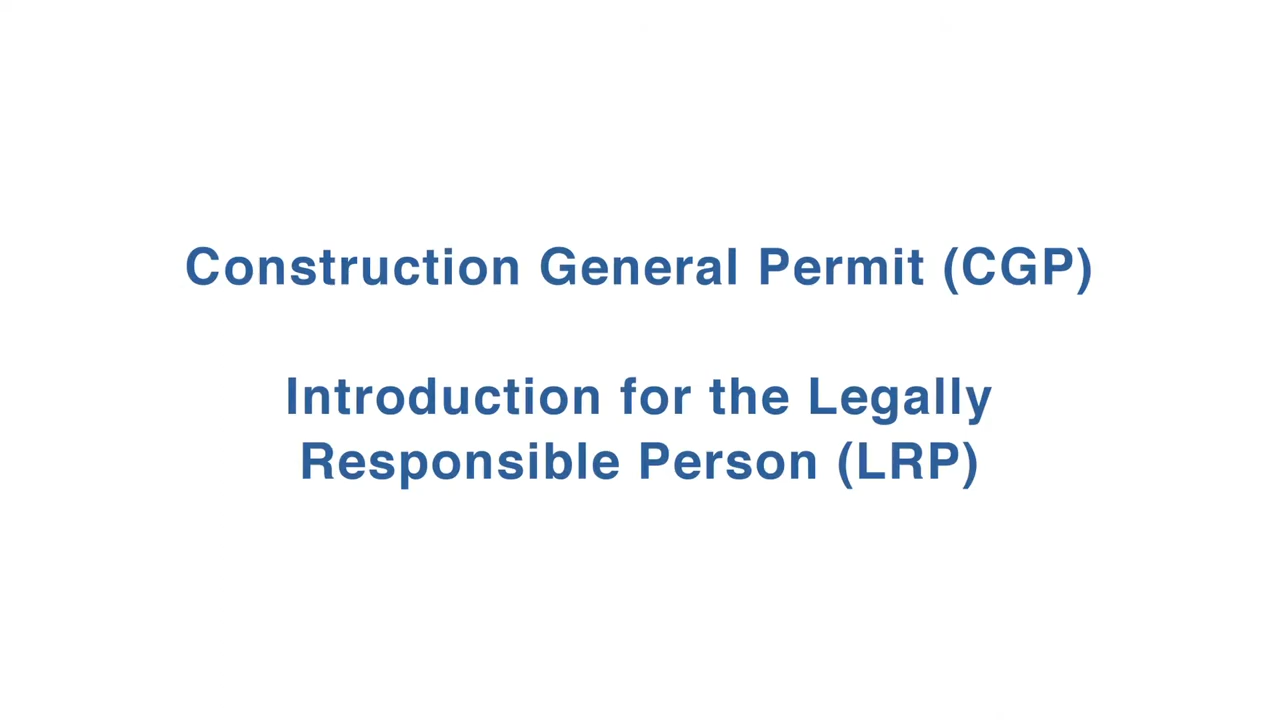 Construction General Permit (CGP)
Introduction for the Legally
Responsible Person (LRP)